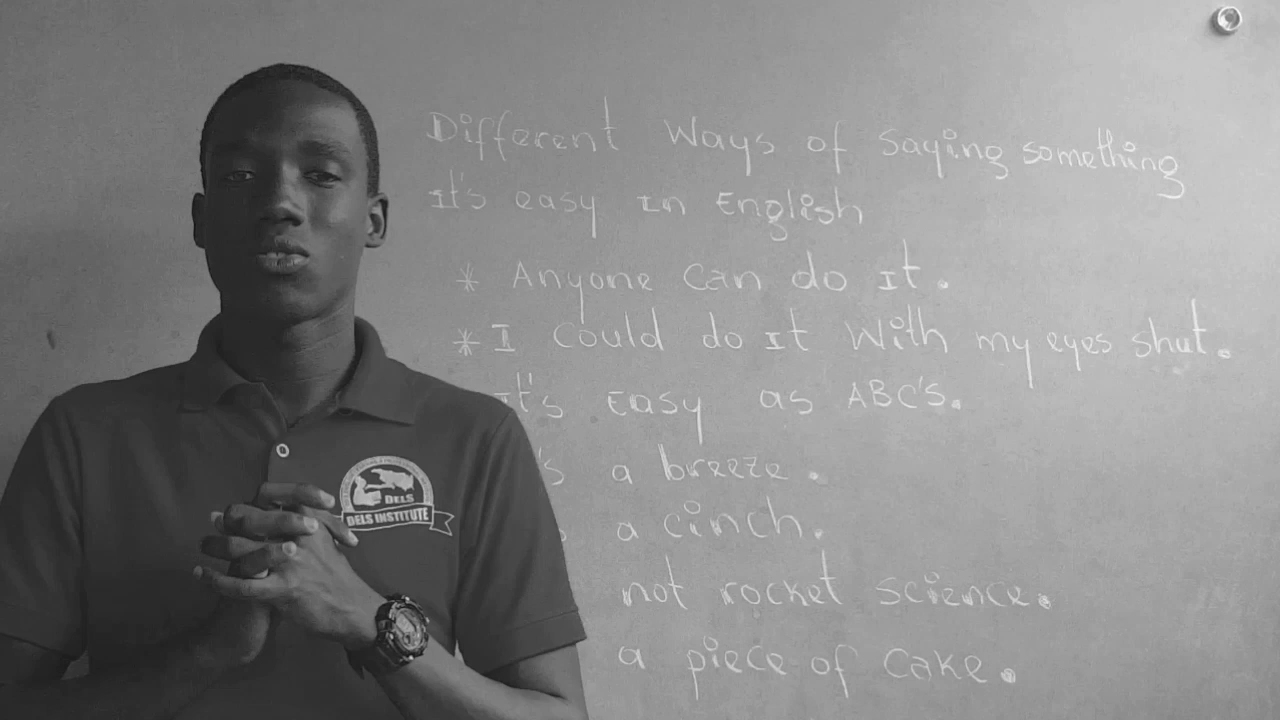 Different Ways of Saying something
It's easy in English
* Anyone can do it.
* I could do it with my eyes shut.
It's easy as ABC's.
's a breeze.
a cinch.
not rocket science.
a piece of cake.
DELS
DELS INSTITUTE